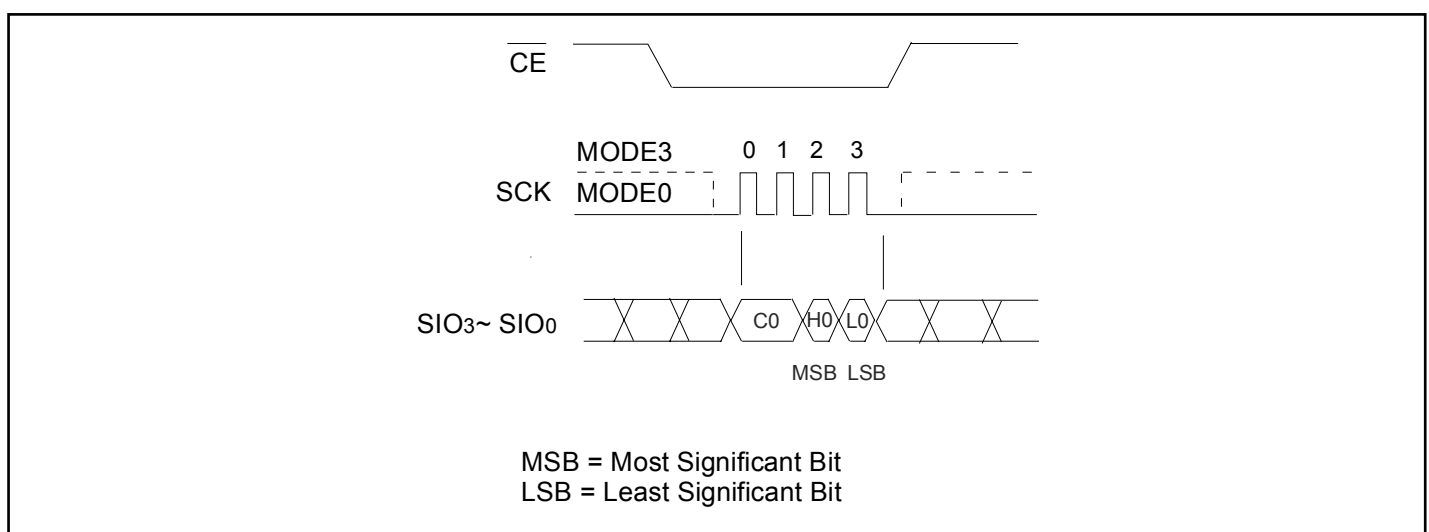 CE
MODE3 0 1 2 3
SCK MODE0
SIO3~ SIO0 C0 H0 L0
MSB LSB
MSB = Most Significant Bit
LSB = Least Significant Bit